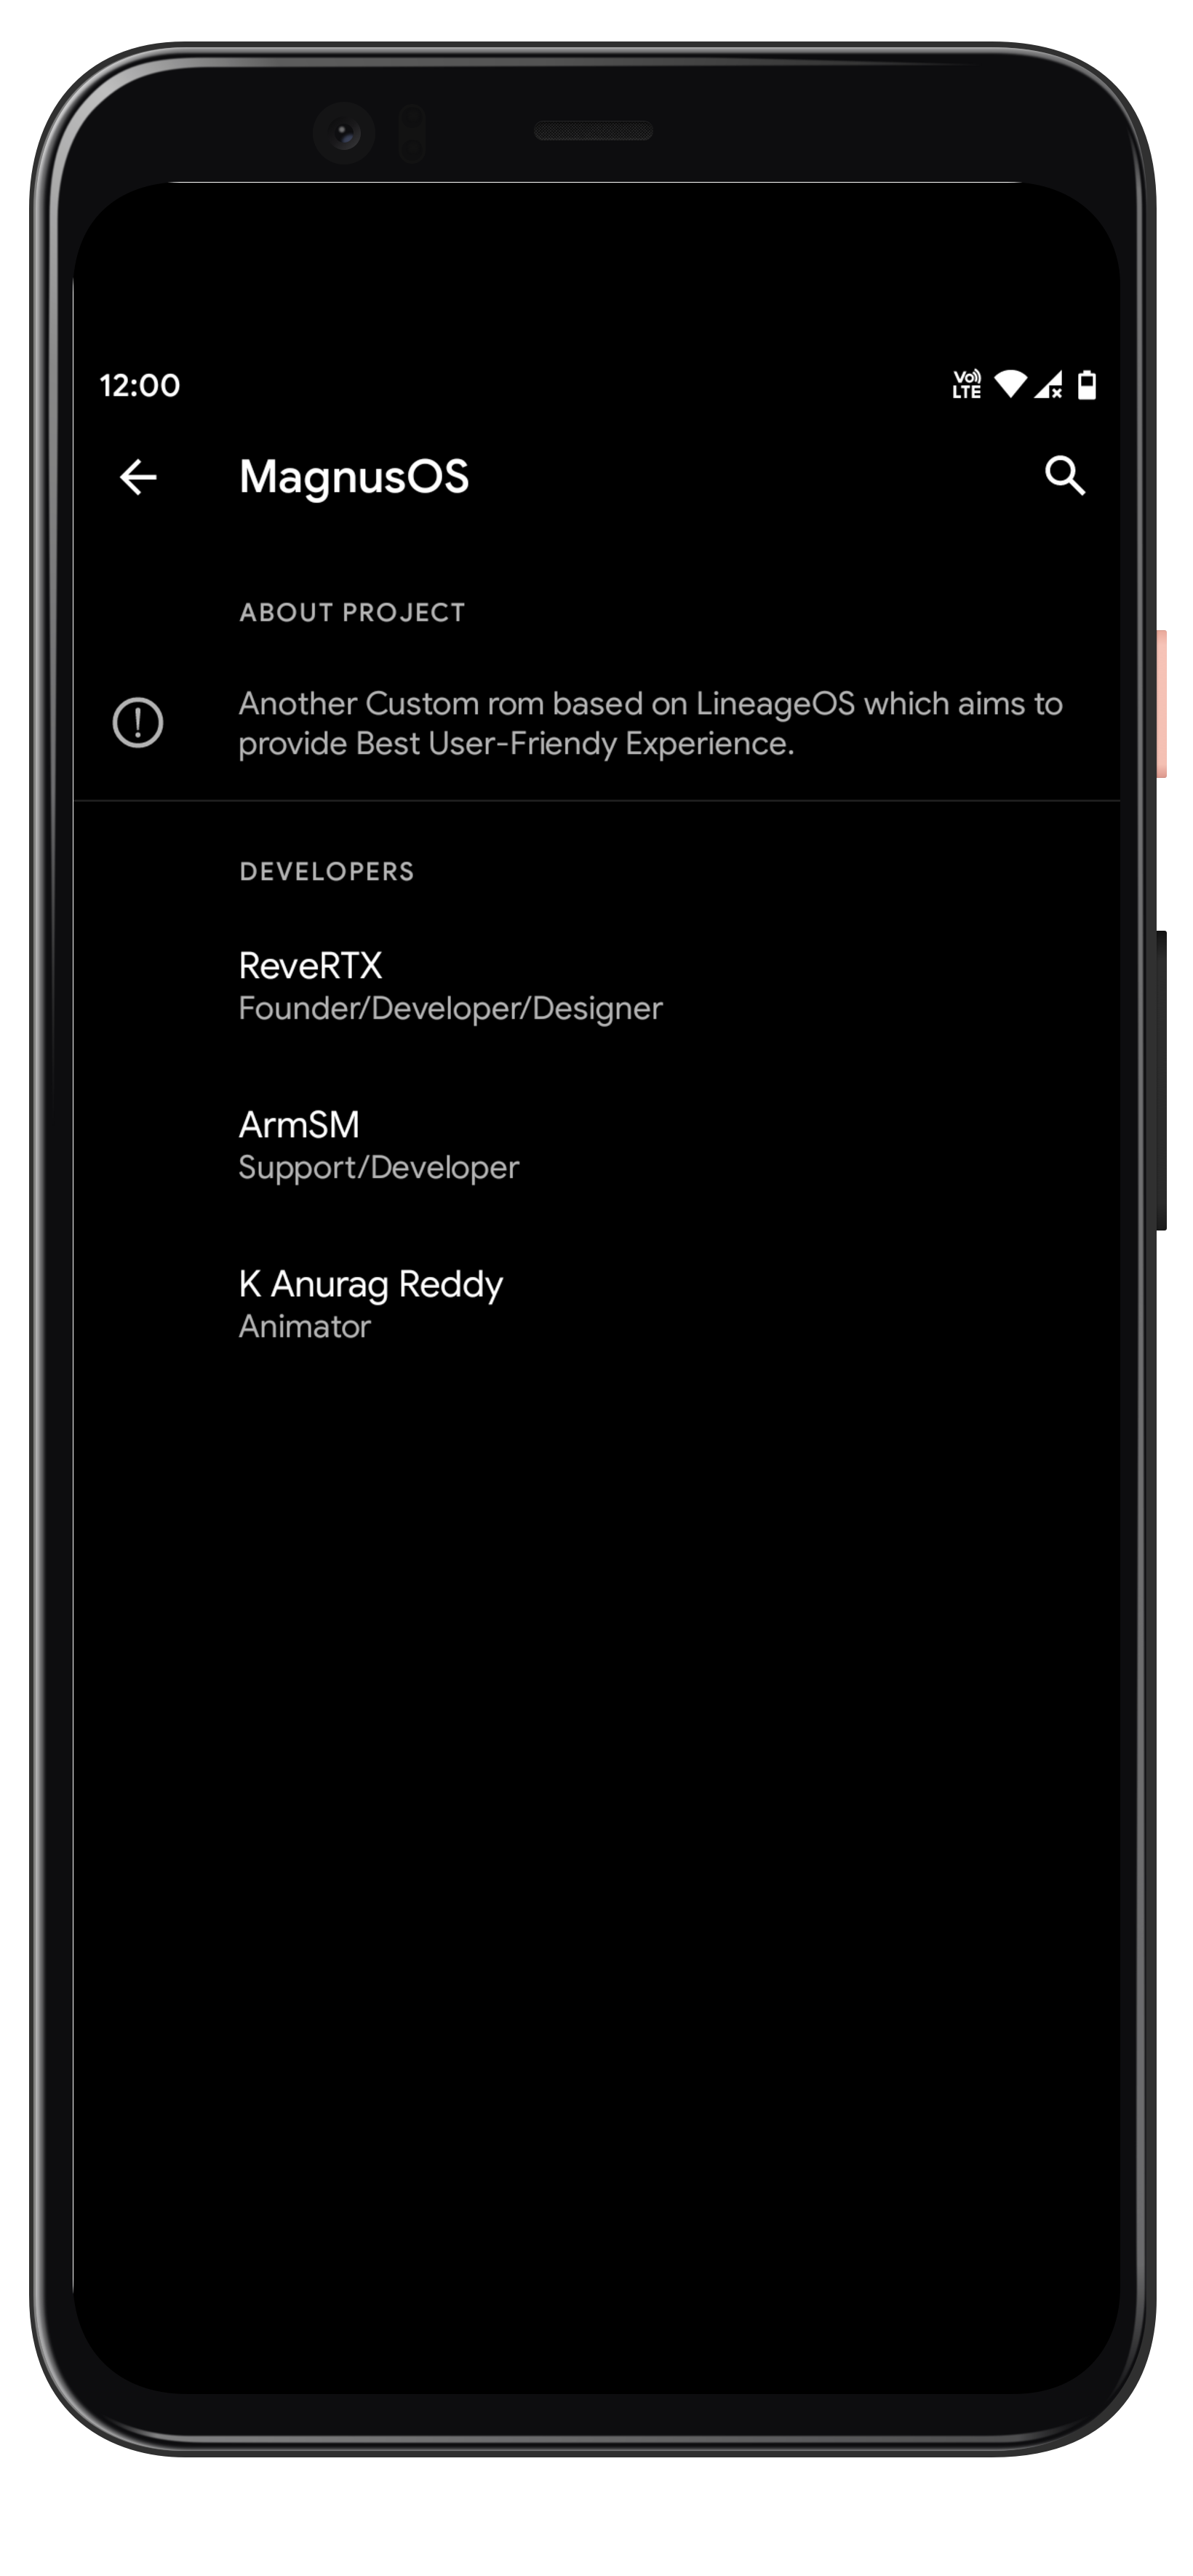 12:00 Vo)) LTE
MagnusOS
ABOUT PROJECT
Another Custom rom based on LineageOS which aims to
provide Best User-Friendy Experience.
DEVELOPERS
ReveRTX
Founder/Developer/Designer
ArmSM
Support/Developer
K Anurag Reddy
Animator